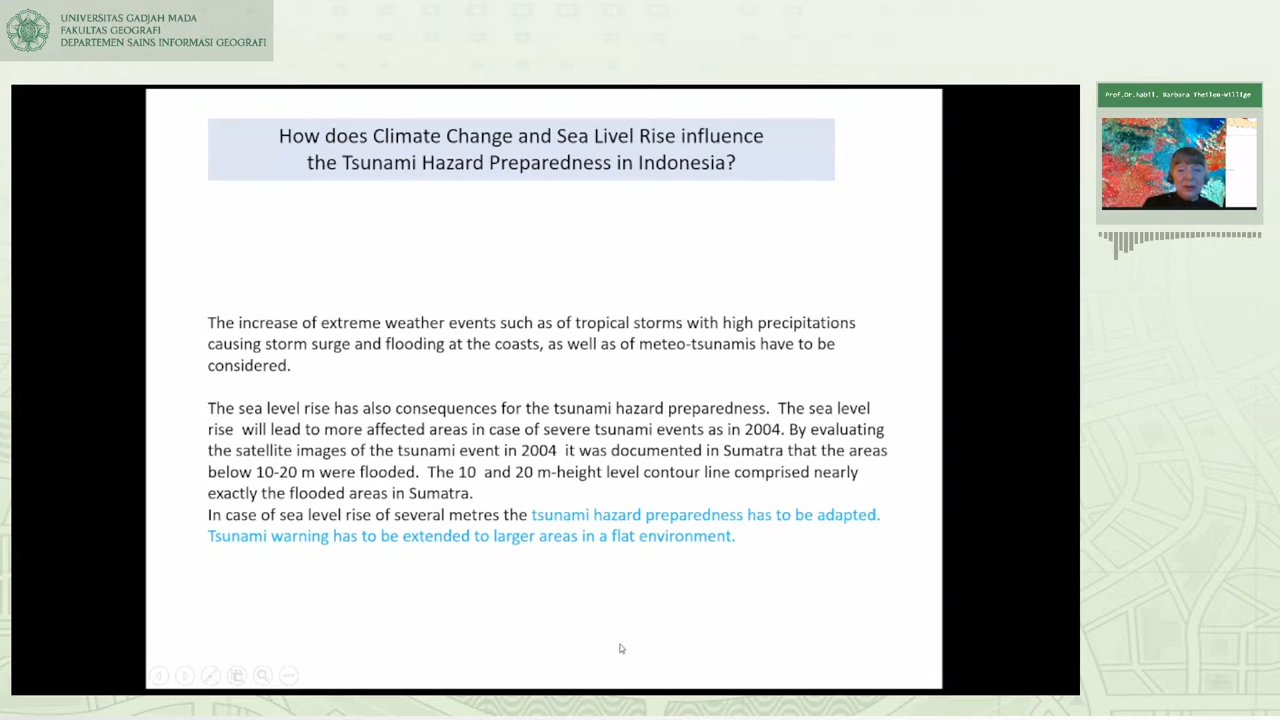 UNIVERSITAS GADJAH MADA
FAKULTAS GEOGRAFI
DEPARTEMEN SAINS INFORMASI GEOGRAFI
Prof.Dr.habil. Barbara Theilen-Willige
How does Climate Change and Sea Livel Rise influence
the Tsunami Hazard Preparedness in Indonesia?
The increase of extreme weather events such as of tropical storms with high precipitations
causing storm surge and flooding at the coasts, as well as of meteo-tsunamis have to be
considered.
The sea level rise has also consequences for the tsunami hazard preparedness. The sea level
rise will lead to more affected areas in case of severe tsunami events as in 2004. By evaluating
the satellite images of the tsunami event in 2004 it was documented in Sumatra that the areas
below 10-20 m were flooded. The 10 and 20 m-height level contour line comprised nearly
exactly the flooded areas in Sumatra.
In case of sea level rise of several metres the tsunami hazard preparedness has to be adapted.
Tsunami warning has to be extended to larger areas in a flat environment.